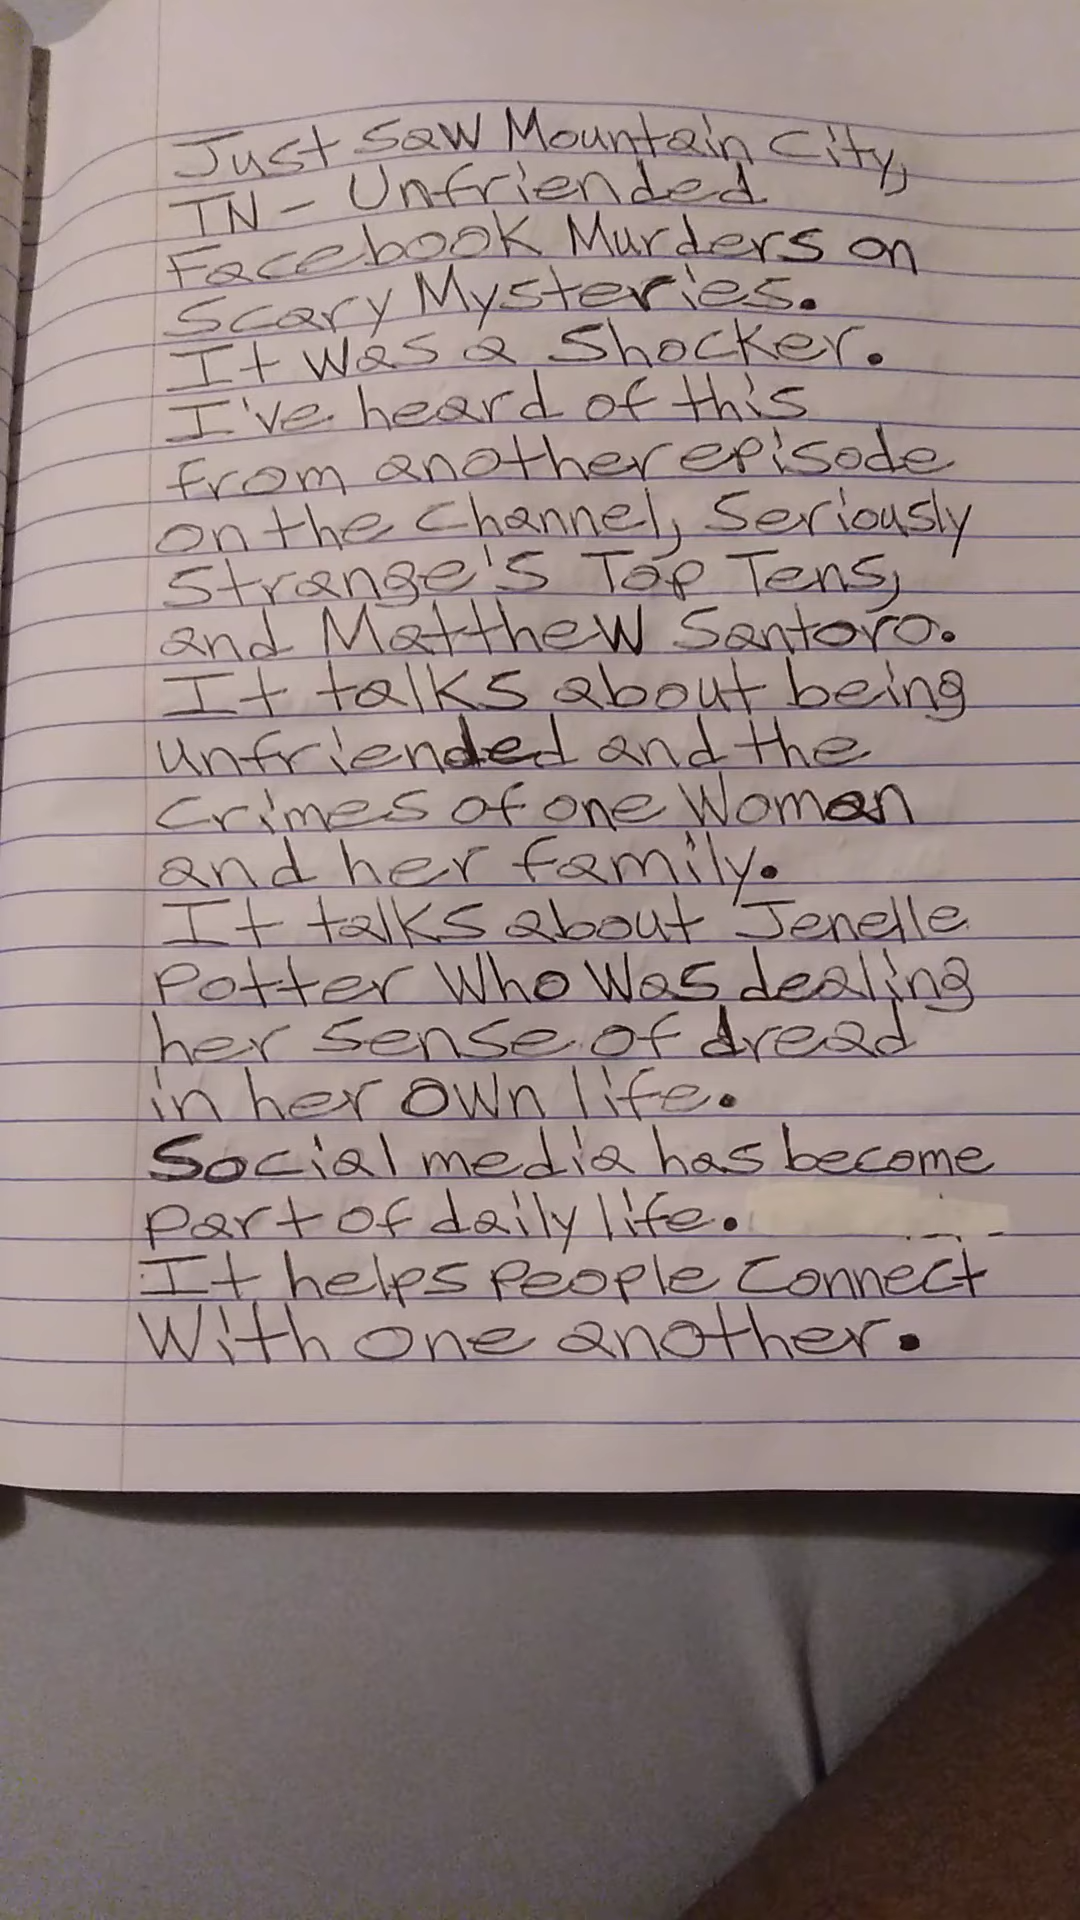 Just saw Mountain City,
TN - Unfriended
Facebook Murders on
Scary Mysteries.
It was a Shocker.
I've heard of this
from another episode
on the Channel, Seriously
Strange's Top Tens,
and Matthew Santoro.
It talks about being
unfriended and the
Crimes of one Woman
and her family.
It talks about Jenelle
Potter Who Was dealing
her sense of dread
in her own life.
Social media has become
part of daily life.
It helps people Connect
With one another.